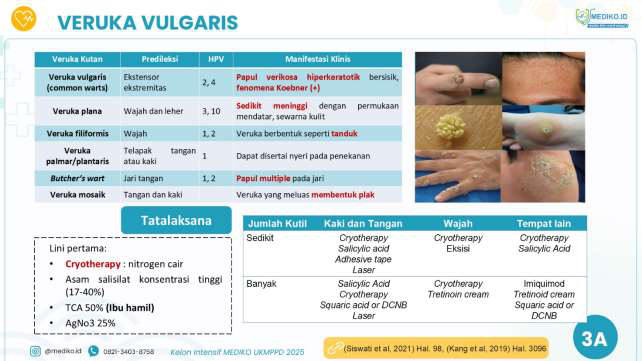 VERUKA VULGARIS
MEDIKO.ID
Veruka Kutan Predileksi HPV Manifestasi Klinis
Veruka vulgaris (common warts) Ekstensor ekstremitas 2, 4 Papul verikosa hiperkeratotik bersisik, fenomena Koebner (+)
Veruka plana Wajah dan leher 3, 10 Sedikit meninggi dengan permukaan mendatar, sewarna kulit
Veruka filiformis Wajah 1, 2 Veruka berbentuk seperti tanduk
Veruka palmar/plantaris Telapak tangan atau kaki 1 Dapat disertai nyeri pada penekanan
Butcher's wart Jari tangan 1, 2 Papul multiple pada jari
Veruka mosaik Tangan dan kaki Veruka yang meluas membentuk plak
Tatalaksana
Lini pertama:
• Cryotherapy : nitrogen cair
• Asam salisilat konsentrasi tinggi (17-40%)
• TCA 50% (Ibu hamil)
• AgNo3 25%
Jumlah Kutil Kaki dan Tangan Wajah Tempat lain
Sedikit Cryotherapy Salicylic acid Adhesive tape Laser Cryotherapy Eksisi Cryotherapy Salicylic Acid
Banyak Salicylic Acid Cryotherapy Squaric acid or DCNB Laser Cryotherapy Tretinoin cream Imiquimod Tretinoid cream Squaric acid or DCNB
3A
@mediko.id 0821-3403-8758 Kelon Intensif MEDIKO UKMPPD 2025 (Siswati et al, 2021) Hal. 98, (Kang et al, 2019) Hal. 3096